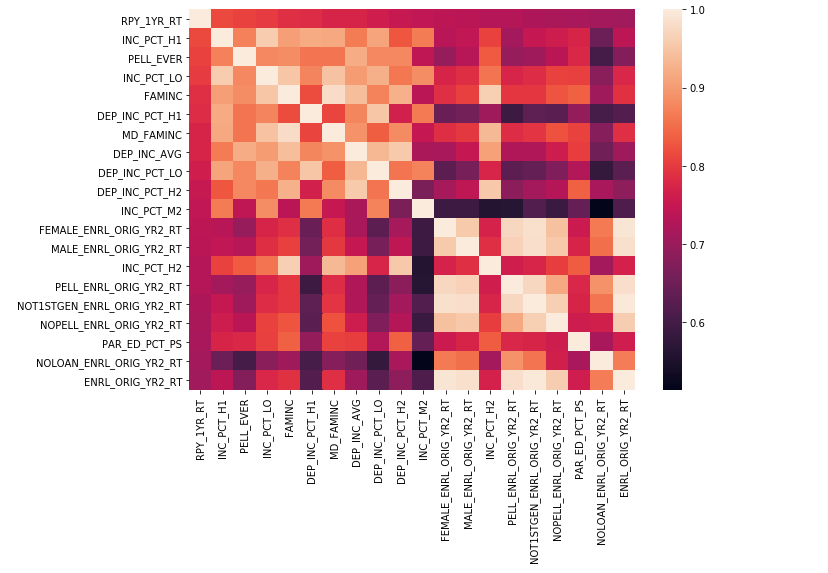 RPY_1YR_RT
INC_PCT_H1
PELL_EVER
INC_PCT_LO
FAMINC
DEP_INC_PCT_H1
MD_FAMINC
DEP_INC_AVG
DEP_INC_PCT_LO
DEP_INC_PCT_H2
INC_PCT_M2
FEMALE_ENRL_ORIG_YR2_RT
MALE_ENRL_ORIG_YR2_RT
INC_PCT_H2
PELL_ENRL_ORIG_YR2_RT
NOT1STGEN_ENRL_ORIG_YR2_RT
NOPELL_ENRL_ORIG_YR2_RT
PAR_ED_PCT_PS
NOLOAN_ENRL_ORIG_YR2_RT
ENRL_ORIG_YR2_RT
RPY_1YR_RT
INC_PCT_H1
PELL_EVER
INC_PCT_LO
FAMINC
DEP_INC_PCT_H1
MD_FAMINC
DEP_INC_AVG
DEP_INC_PCT_LO
DEP_INC_PCT_H2
INC_PCT_M2
FEMALE_ENRL_ORIG_YR2_RT
MALE_ENRL_ORIG_YR2_RT
INC_PCT_H2
PELL_ENRL_ORIG_YR2_RT
NOT1STGEN_ENRL_ORIG_YR2_RT
NOPELL_ENRL_ORIG_YR2_RT
PAR_ED_PCT_PS
NOLOAN_ENRL_ORIG_YR2_RT
ENRL_ORIG_YR2_RT
1.0
0.9
0.8
0.7
0.6